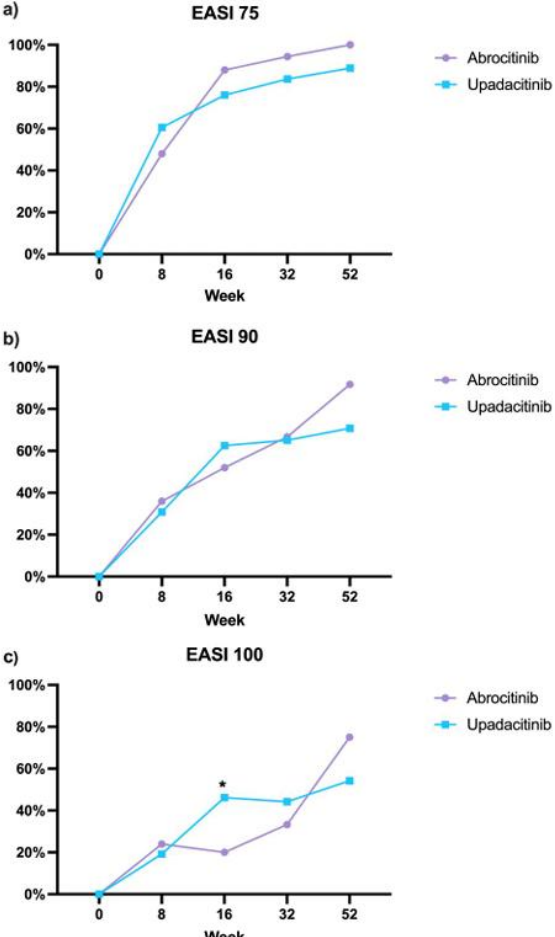 a)
EASI 75
100%
80%
60%
40%
20%
0%
0 8 16 32 52
Week
Abrocitinib
Upadacitinib
b)
EASI 90
100%
80%
60%
40%
20%
0%
0 8 16 32 52
Week
Abrocitinib
Upadacitinib
c)
EASI 100
100%
80%
60%
40%
20%
0%
*
0 8 16 32 52
Week
Abrocitinib
Upadacitinib